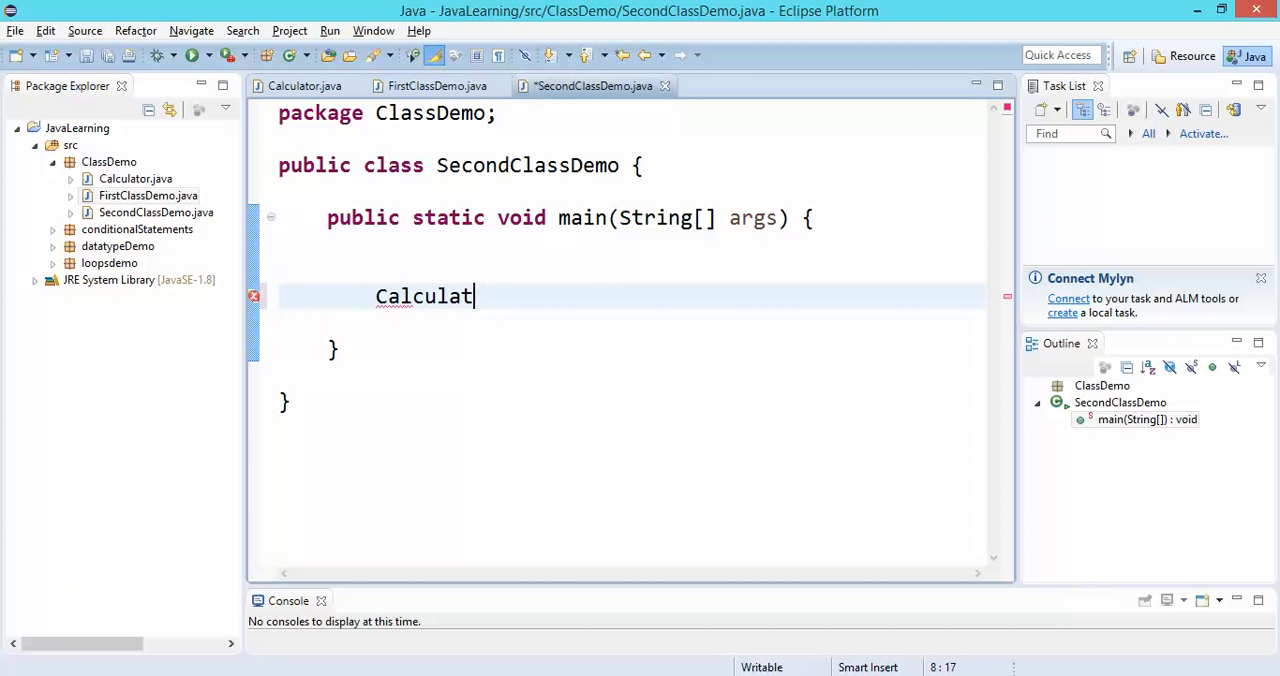 Java - JavaLearning/src/ClassDemo/SecondClassDemo.java - Eclipse Platform
File Edit Source Refactor Navigate Search Project Run Window Help
Quick Access Resource Java
Package Explorer
JavaLearning
src
ClassDemo
Calculator.java
FirstClassDemo.java
SecondClassDemo.java
conditionalStatements
datatypeDemo
loopsdemo
JRE System Library [JavaSE-1.8]
Calculator.java FirstClassDemo.java *SecondClassDemo.java
package ClassDemo;
public class SecondClassDemo {
public static void main(String[] args) {
Calculat
}
}
Task List
Find All Activate...
Connect Mylyn
Connect to your task and ALM tools or
create a local task.
Outline
ClassDemo
SecondClassDemo
main(String[]) : void
Console
No consoles to display at this time.
Writable Smart Insert 8 : 17